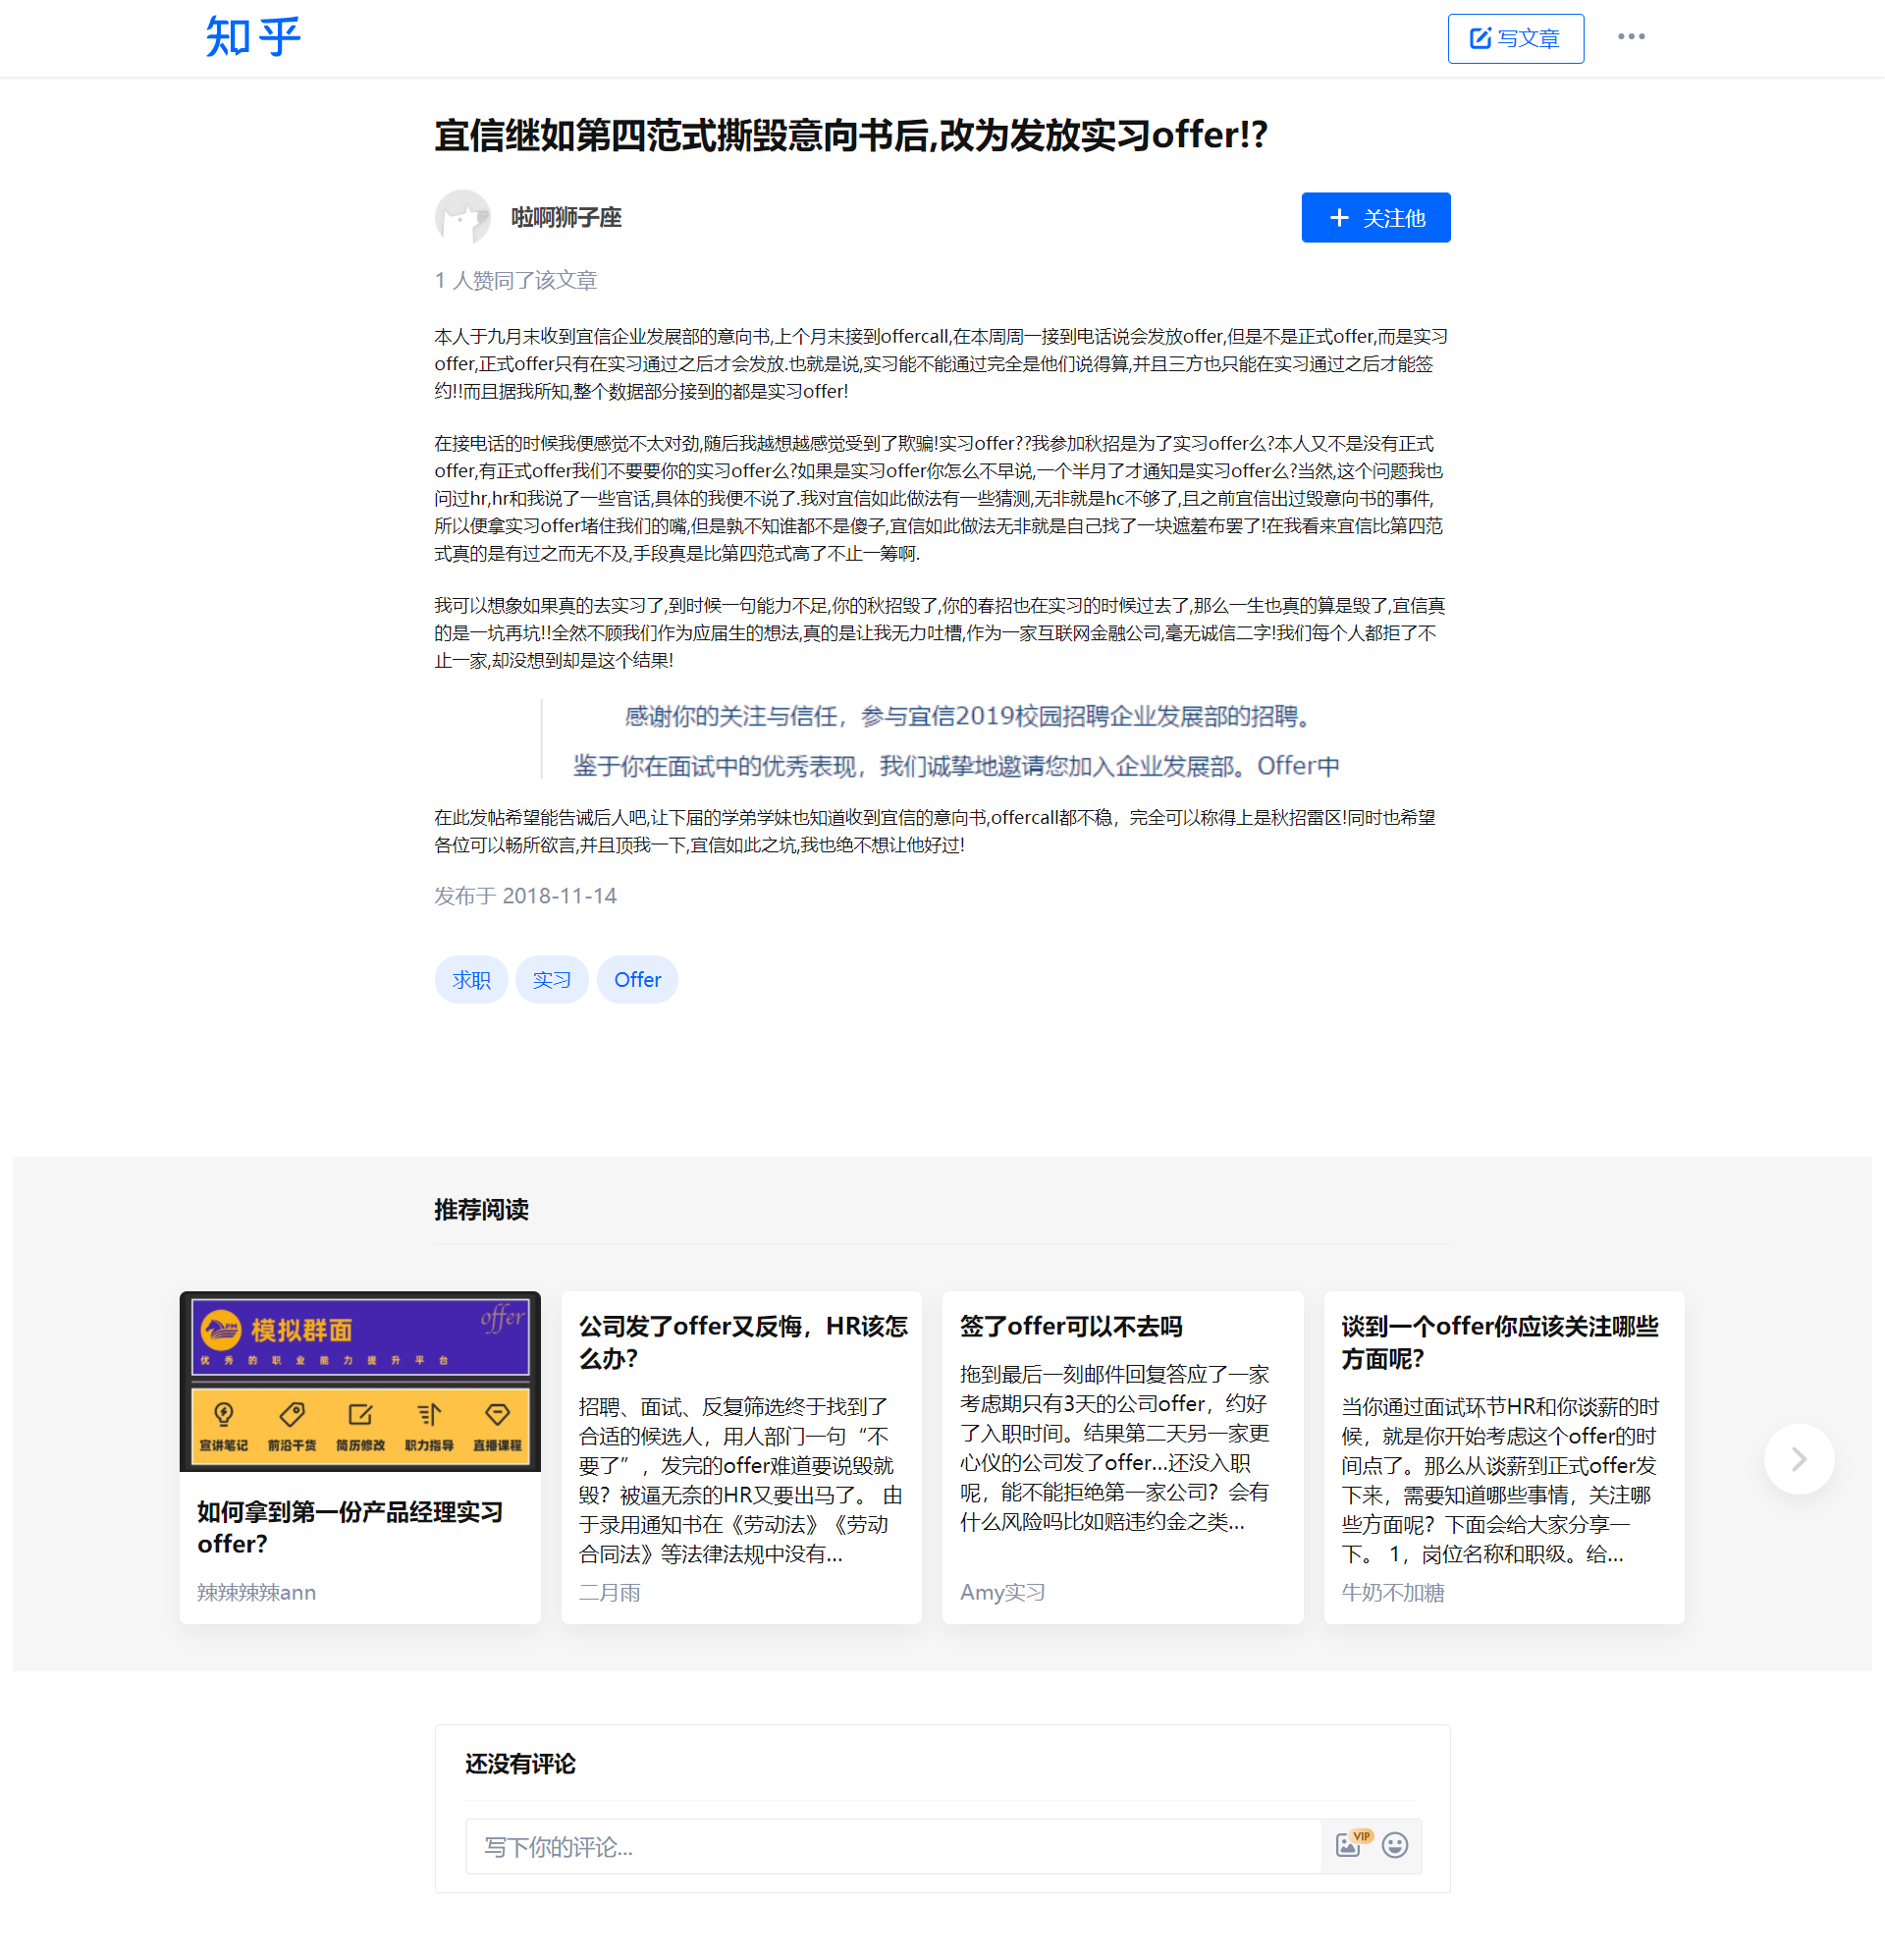 知乎
写文章
宜信继如第四范式撕毁意向书后,改为发放实习offer!?
啦啊狮子座
关注他
1 人赞同了该文章
本人于九月末收到宜信企业发展部的意向书,上个月末接到offercall,在本周周一接到电话说会发放offer,但是不是正式offer,而是实习
offer,正式offer只有在实习通过之后才会发放.也就是说,实习能不能通过完全是他们说得算,并且三方也只能在实习通过之后才能签
约!!而且据我所知,整个数据部分接到的都是实习offer!
在接电话的时候我便感觉不太对劲,随后我越想越感觉受到了欺骗!实习offer??我参加秋招是为了实习offer么?本人又不是没有正式
offer,有正式offer我们不要要你的实习offer么?如果是实习offer你怎么不早说,一个半月了才通知是实习offer么?当然,这个问题我也
问过hr,hr和我说了一些官话,具体的我便不说了.我对宜信如此做法有一些猜测,无非就是hc不够了,且之前宜信出过毁意向书的事件,
所以便拿实习offer堵住我们的嘴,但是孰不知谁都不是傻子,宜信如此做法无非就是自己找了一块遮羞布罢了!在我看来宜信比第四范
式真的是有过之而无不及,手段真是比第四范式高了不止一筹啊.
我可以想象如果真的去实习了,到时候一句能力不足,你的秋招毁了,你的春招也在实习的时候过去了,那么一生也真的算是毁了,宜信真
的是一坑再坑!!全然不顾我们作为应届生的想法,真的是让我无力吐槽,作为一家互联网金融公司,毫无诚信二字!我们每个人都拒了不
止一家,却没想到却是这个结果!
感谢你的关注与信任，参与宜信2019校园招聘企业发展部的招聘。
鉴于你在面试中的优秀表现，我们诚挚地邀请您加入企业发展部。Offer中
在此发帖希望能告诫后人吧,让下届的学弟学妹也知道收到宜信的意向书,offercall都不稳，完全可以称得上是秋招雷区!同时也希望
各位可以畅所欲言,并且顶我一下,宜信如此之坑,我也绝不想让他好过!
发布于 2018-11-14
求职 实习 Offer
推荐阅读
offer
模拟群面
优秀的职业能力提升平台
宣讲笔记 前沿干货 简历修改 职力指导 直播课程
如何拿到第一份产品经理实习
offer?
辣辣辣辣ann
公司发了offer又反悔，HR该怎
么办？
招聘、面试、反复筛选终于找到了
合适的候选人，用人部门一句“不
要了”，发完的offer难道要说毁就
毁？被逼无奈的HR又要出马了。 由
于录用通知书在《劳动法》《劳动
合同法》等法律法规中没有…
二月雨
签了offer可以不去吗
拖到最后一刻邮件回复答应了一家
考虑期只有3天的公司offer，约好
了入职时间。结果第二天另一家更
心仪的公司发了offer…还没入职
呢，能不能拒绝第一家公司？会有
什么风险吗比如赔违约金之类…
Amy实习
谈到一个offer你应该关注哪些
方面呢？
当你通过面试环节HR和你谈薪的时
候，就是你开始考虑这个offer的时
间点了。那么从谈薪到正式offer发
下来，需要知道哪些事情，关注哪
些方面呢？下面会给大家分享一
下。 1，岗位名称和职级。给…
牛奶不加糖
还没有评论
写下你的评论...
VIP